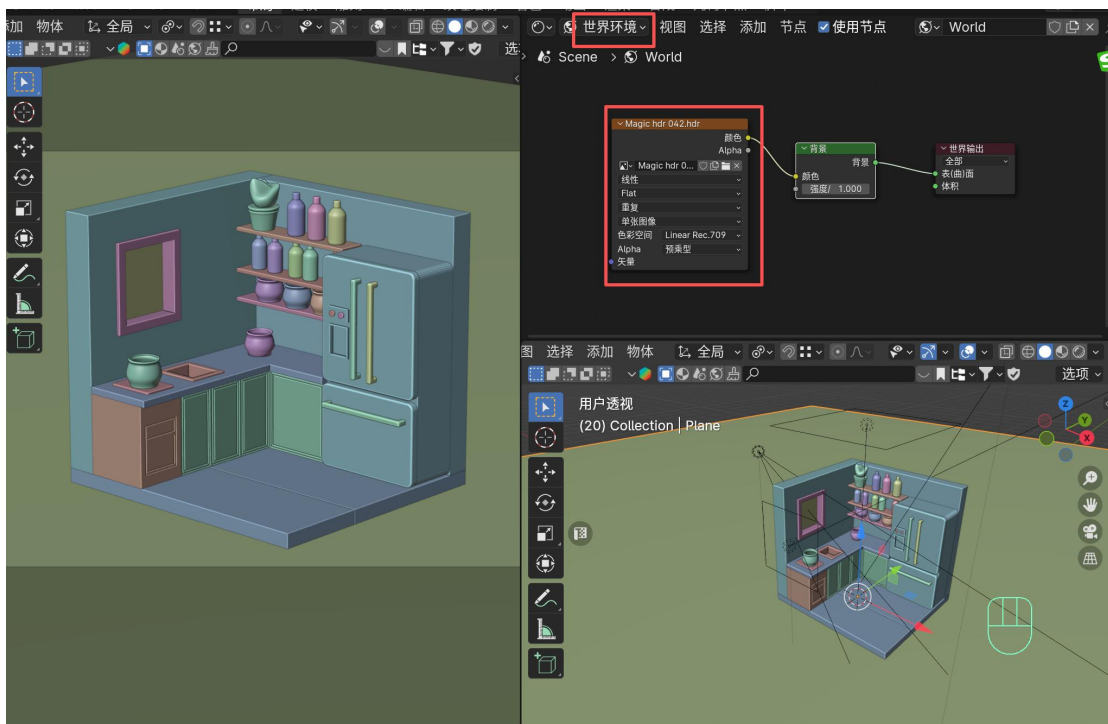 添加 物体 全局
选
世界环境 视图 选择 添加 节点 使用节点 World
Scene > World
Magic hdr 042.hdr
颜色
Alpha
Magic hdr 0...
线性
Flat
重复
单张图像
色彩空间 Linear Rec.709
Alpha 预乘型
矢量
背景
背景
颜色
强度/ 1.000
世界输出
全部
表(曲)面
体积
图 选择 添加 物体 全局
选项
用户透视
(20) Collection | Plane
Z
Y
X